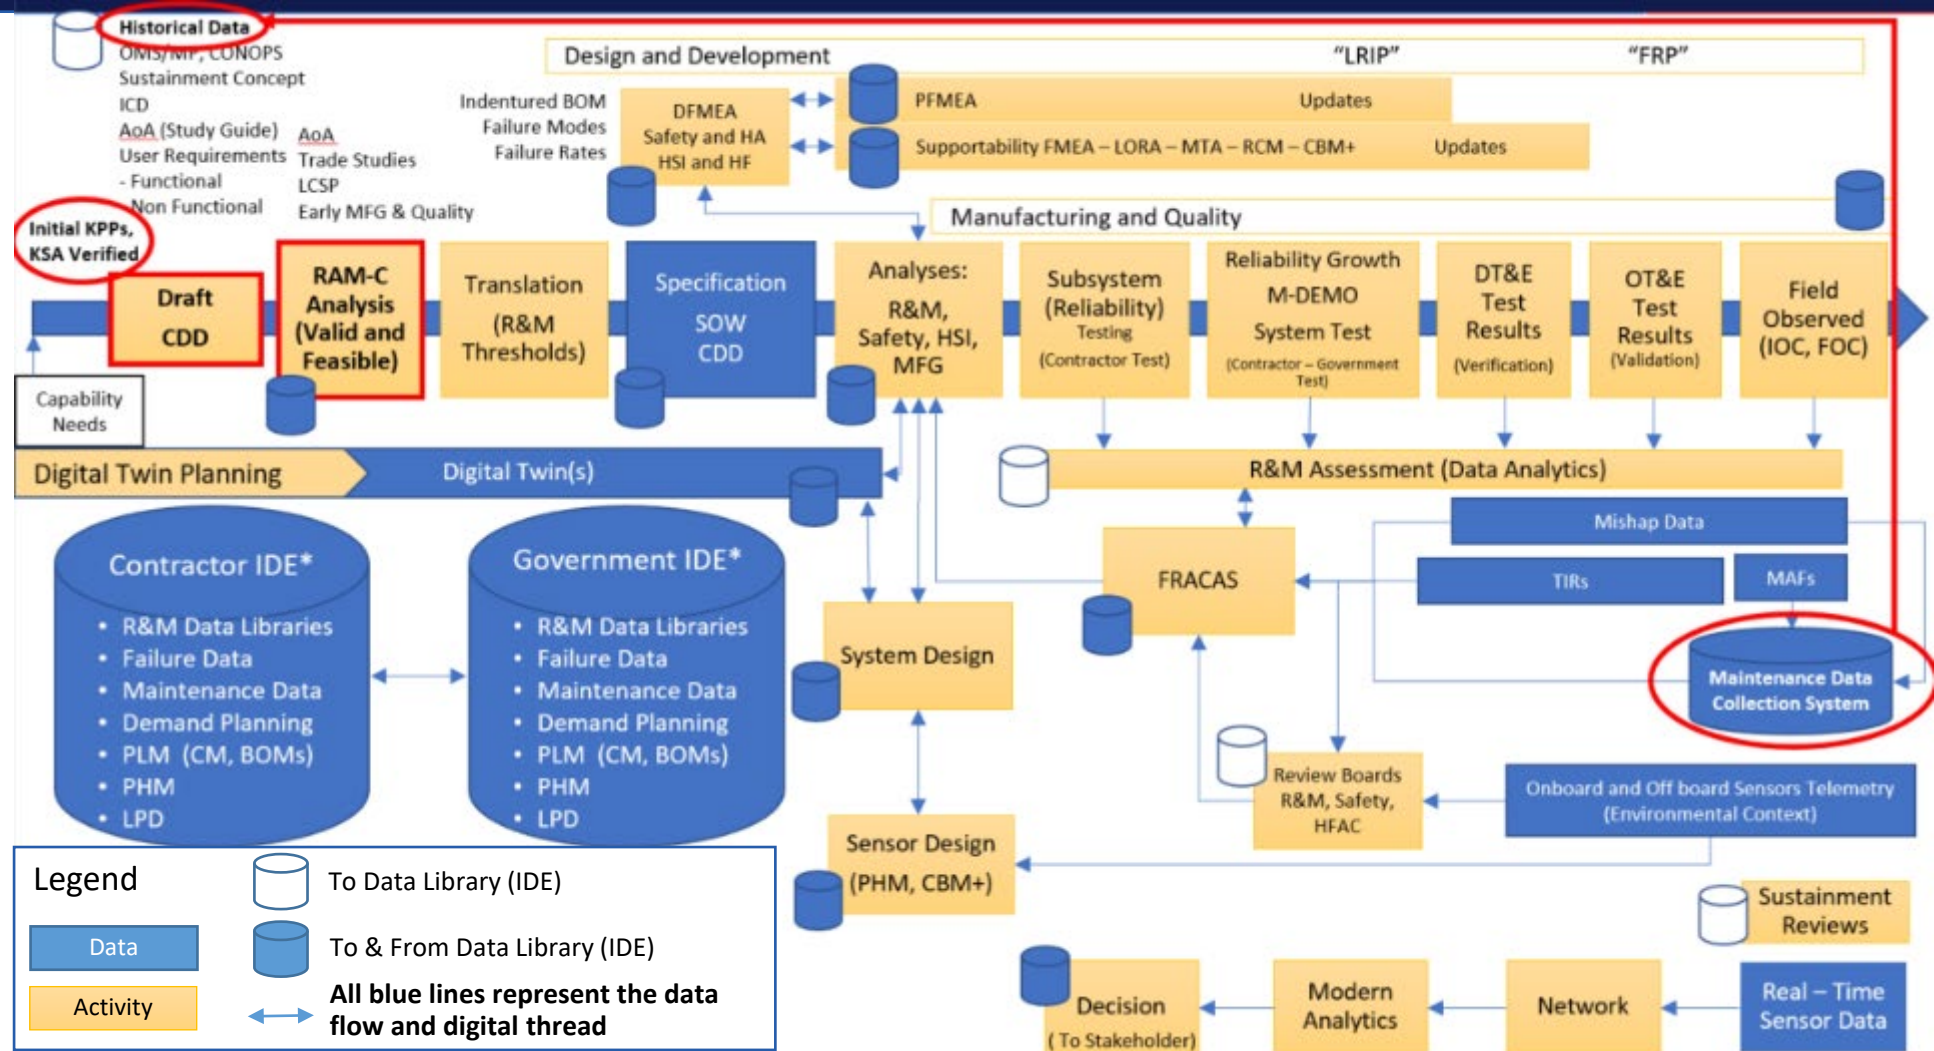 Historical Data
OMS/MP, CONOPS
Sustainment Concept
ICD
AoA (Study Guide)
User Requirements
- Functional
- Non Functional
AoA
Trade Studies
LCSP
Early MFG & Quality
Initial KPPs,
KSA Verified
Design and Development
"LRIP"
"FRP"
Indentured BOM
Failure Modes
Failure Rates
DFMEA
Safety and HA
HSI and HF
PFMEA
Updates
Supportability FMEA – LORA – MTA – RCM – CBM+
Updates
Manufacturing and Quality
Draft
CDD
RAM-C
Analysis
(Valid and
Feasible)
Translation
(R&M
Thresholds)
Specification
SOW
CDD
Analyses:
R&M,
Safety, HSI,
MFG
Subsystem
(Reliability)
Testing
(Contractor Test)
Reliability Growth
M-DEMO
System Test
(Contractor – Government
Test)
DT&E
Test
Results
(Verification)
OT&E
Test
Results
(Validation)
Field
Observed
(IOC, FOC)
Capability
Needs
Digital Twin Planning
Digital Twin(s)
R&M Assessment (Data Analytics)
Contractor IDE*
• R&M Data Libraries
• Failure Data
• Maintenance Data
• Demand Planning
• PLM (CM, BOMs)
• PHM
• LPD
Government IDE*
• R&M Data Libraries
• Failure Data
• Maintenance Data
• Demand Planning
• PLM (CM, BOMs)
• PHM
• LPD
System Design
Sensor Design
(PHM, CBM+)
FRACAS
Mishap Data
TIRs
MAFs
Maintenance Data
Collection System
Review Boards
R&M, Safety,
HFAC
Onboard and Off board Sensors Telemetry
(Environmental Context)
Sustainment
Reviews
Decision
( To Stakeholder)
Modern
Analytics
Network
Real – Time
Sensor Data
Legend
Data
Activity
To Data Library (IDE)
To & From Data Library (IDE)
All blue lines represent the data
flow and digital thread